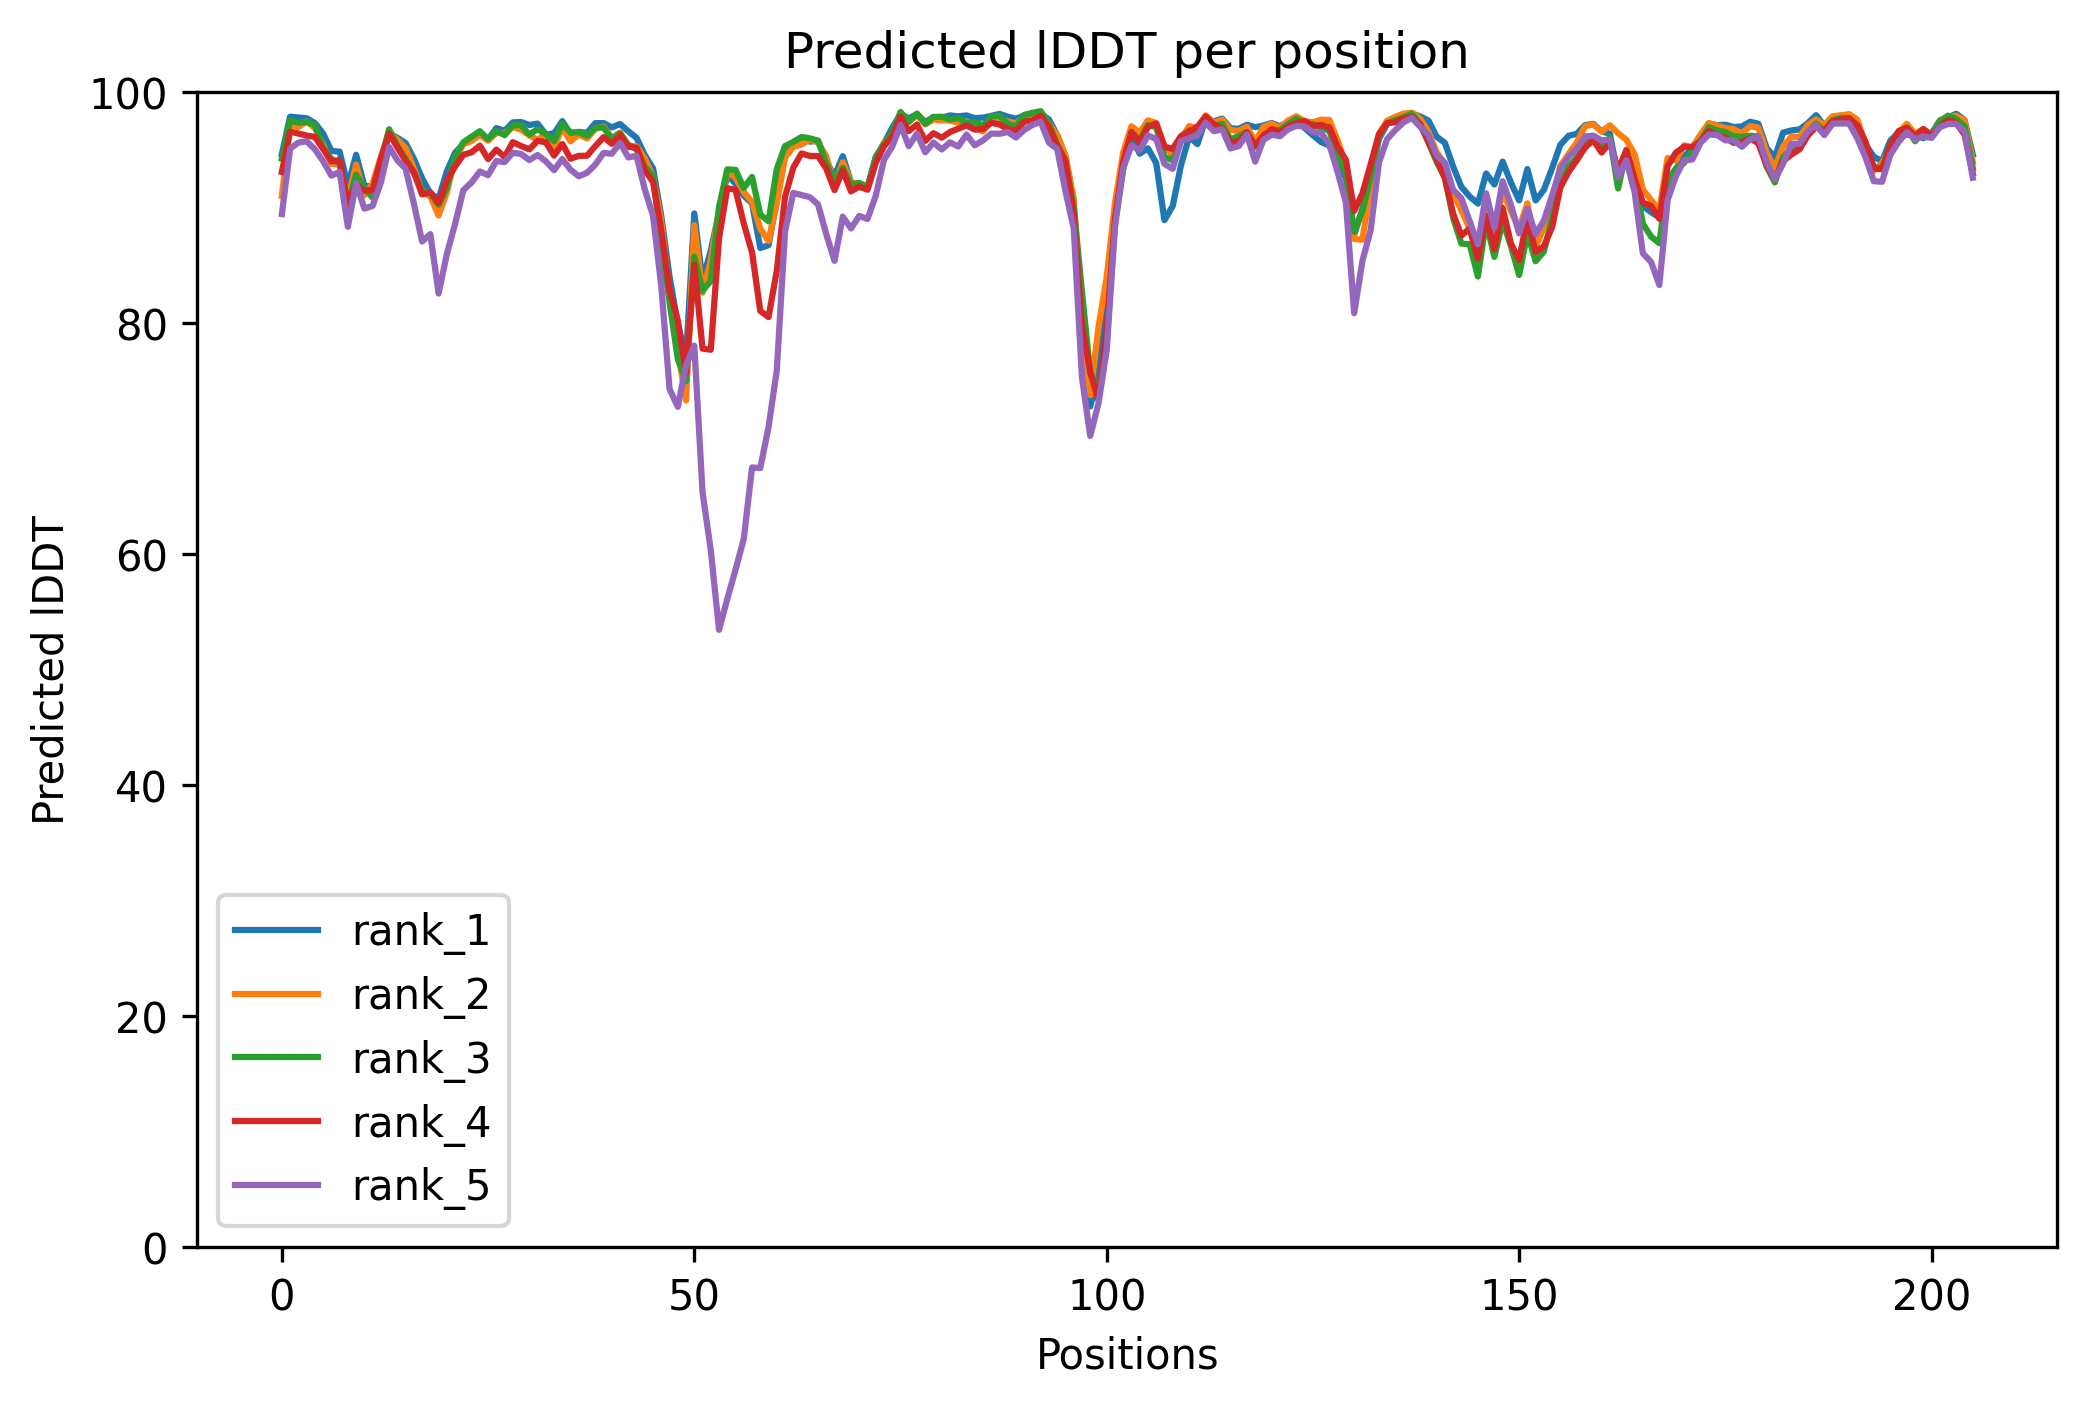 Predicted lDDT per position
Predicted lDDT
100
80
60
40
20
0
rank_1
rank_2
rank_3
rank_4
rank_5
0 50 100 150 200
Positions